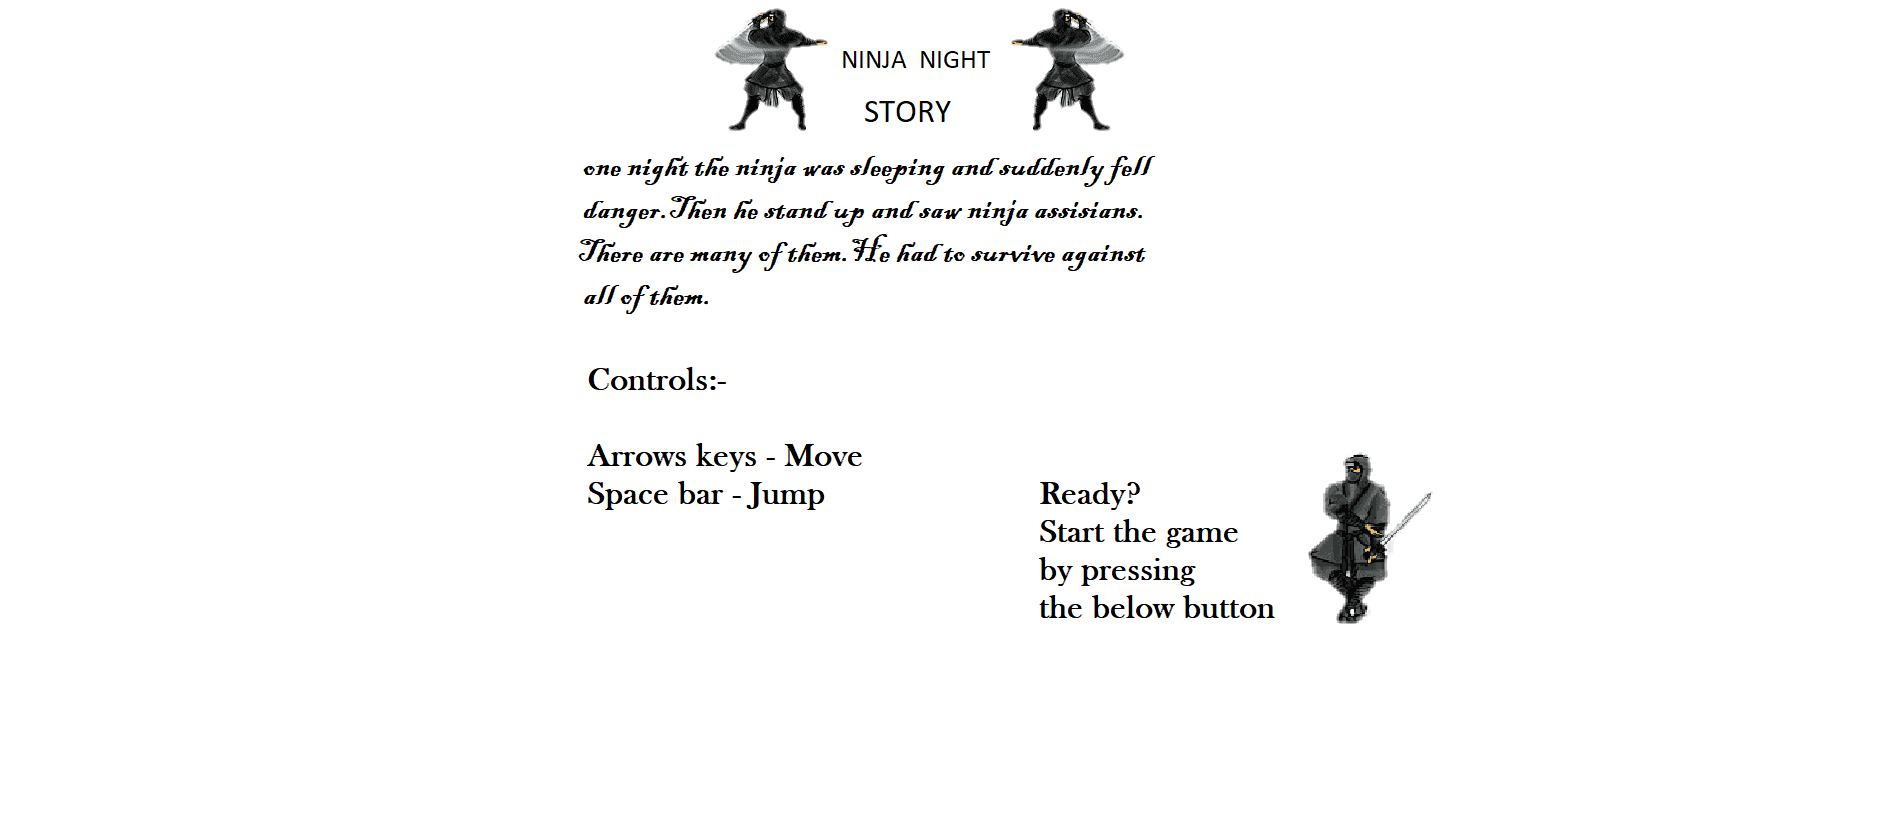 NINJA NIGHT
STORY
one night the ninja was sleeping and suddenly fell
danger. Then he stand up and saw ninja assisians.
There are many of them. He had to survive against
all of them.
Controls:-
Arrows keys - Move
Space bar - Jump
Ready?
Start the game
by pressing
the below button